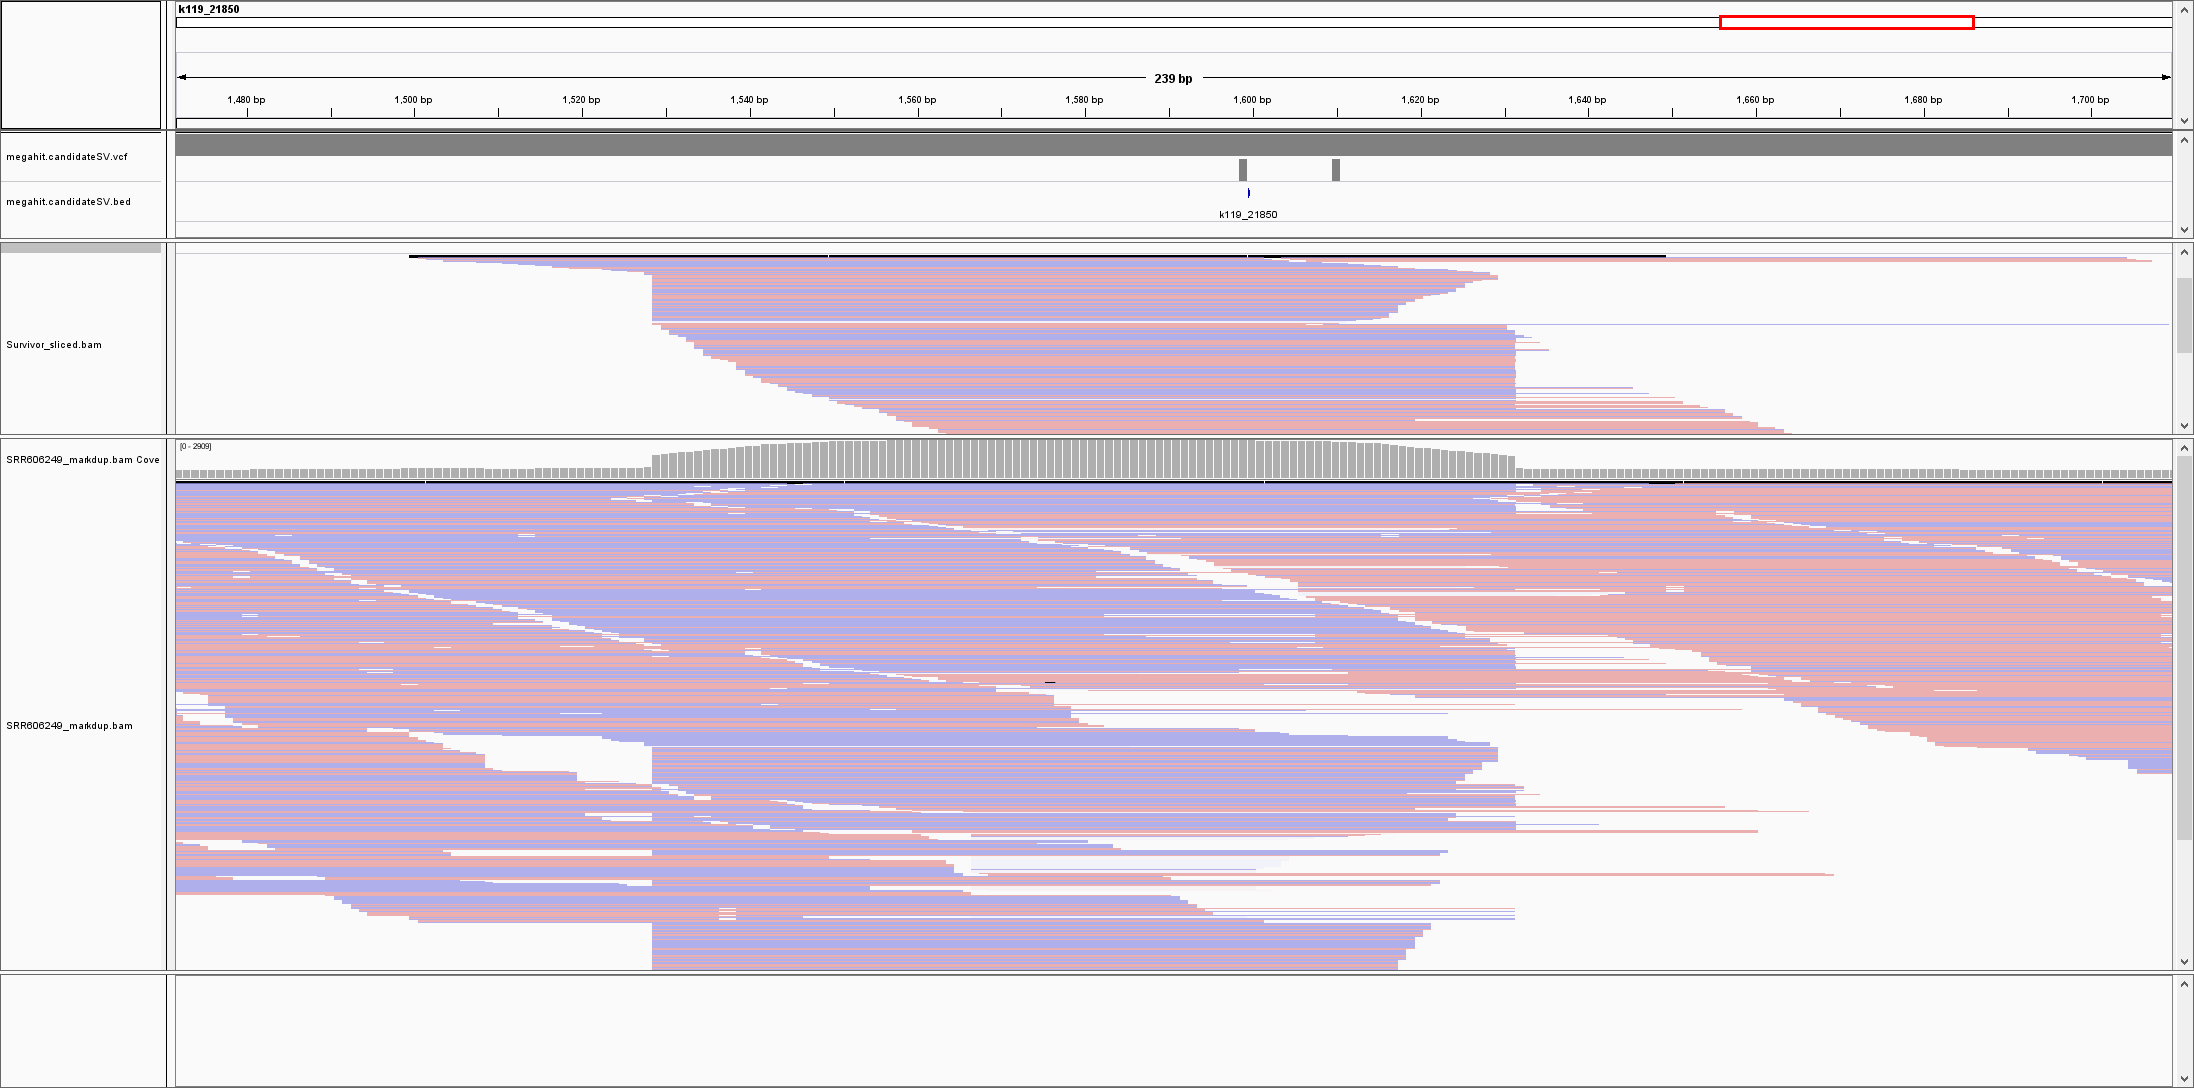 k119_21850
239 bp
1,480 bp 1,500 bp 1,520 bp 1,540 bp 1,560 bp 1,580 bp 1,600 bp 1,620 bp 1,640 bp 1,660 bp 1,680 bp 1,700 bp
megahit.candidateSV.vcf
megahit.candidateSV.bed
k119_21850
Survivor_sliced.bam
[0 - 2909]
SRR606249_markdup.bam Cove
SRR606249_markdup.bam